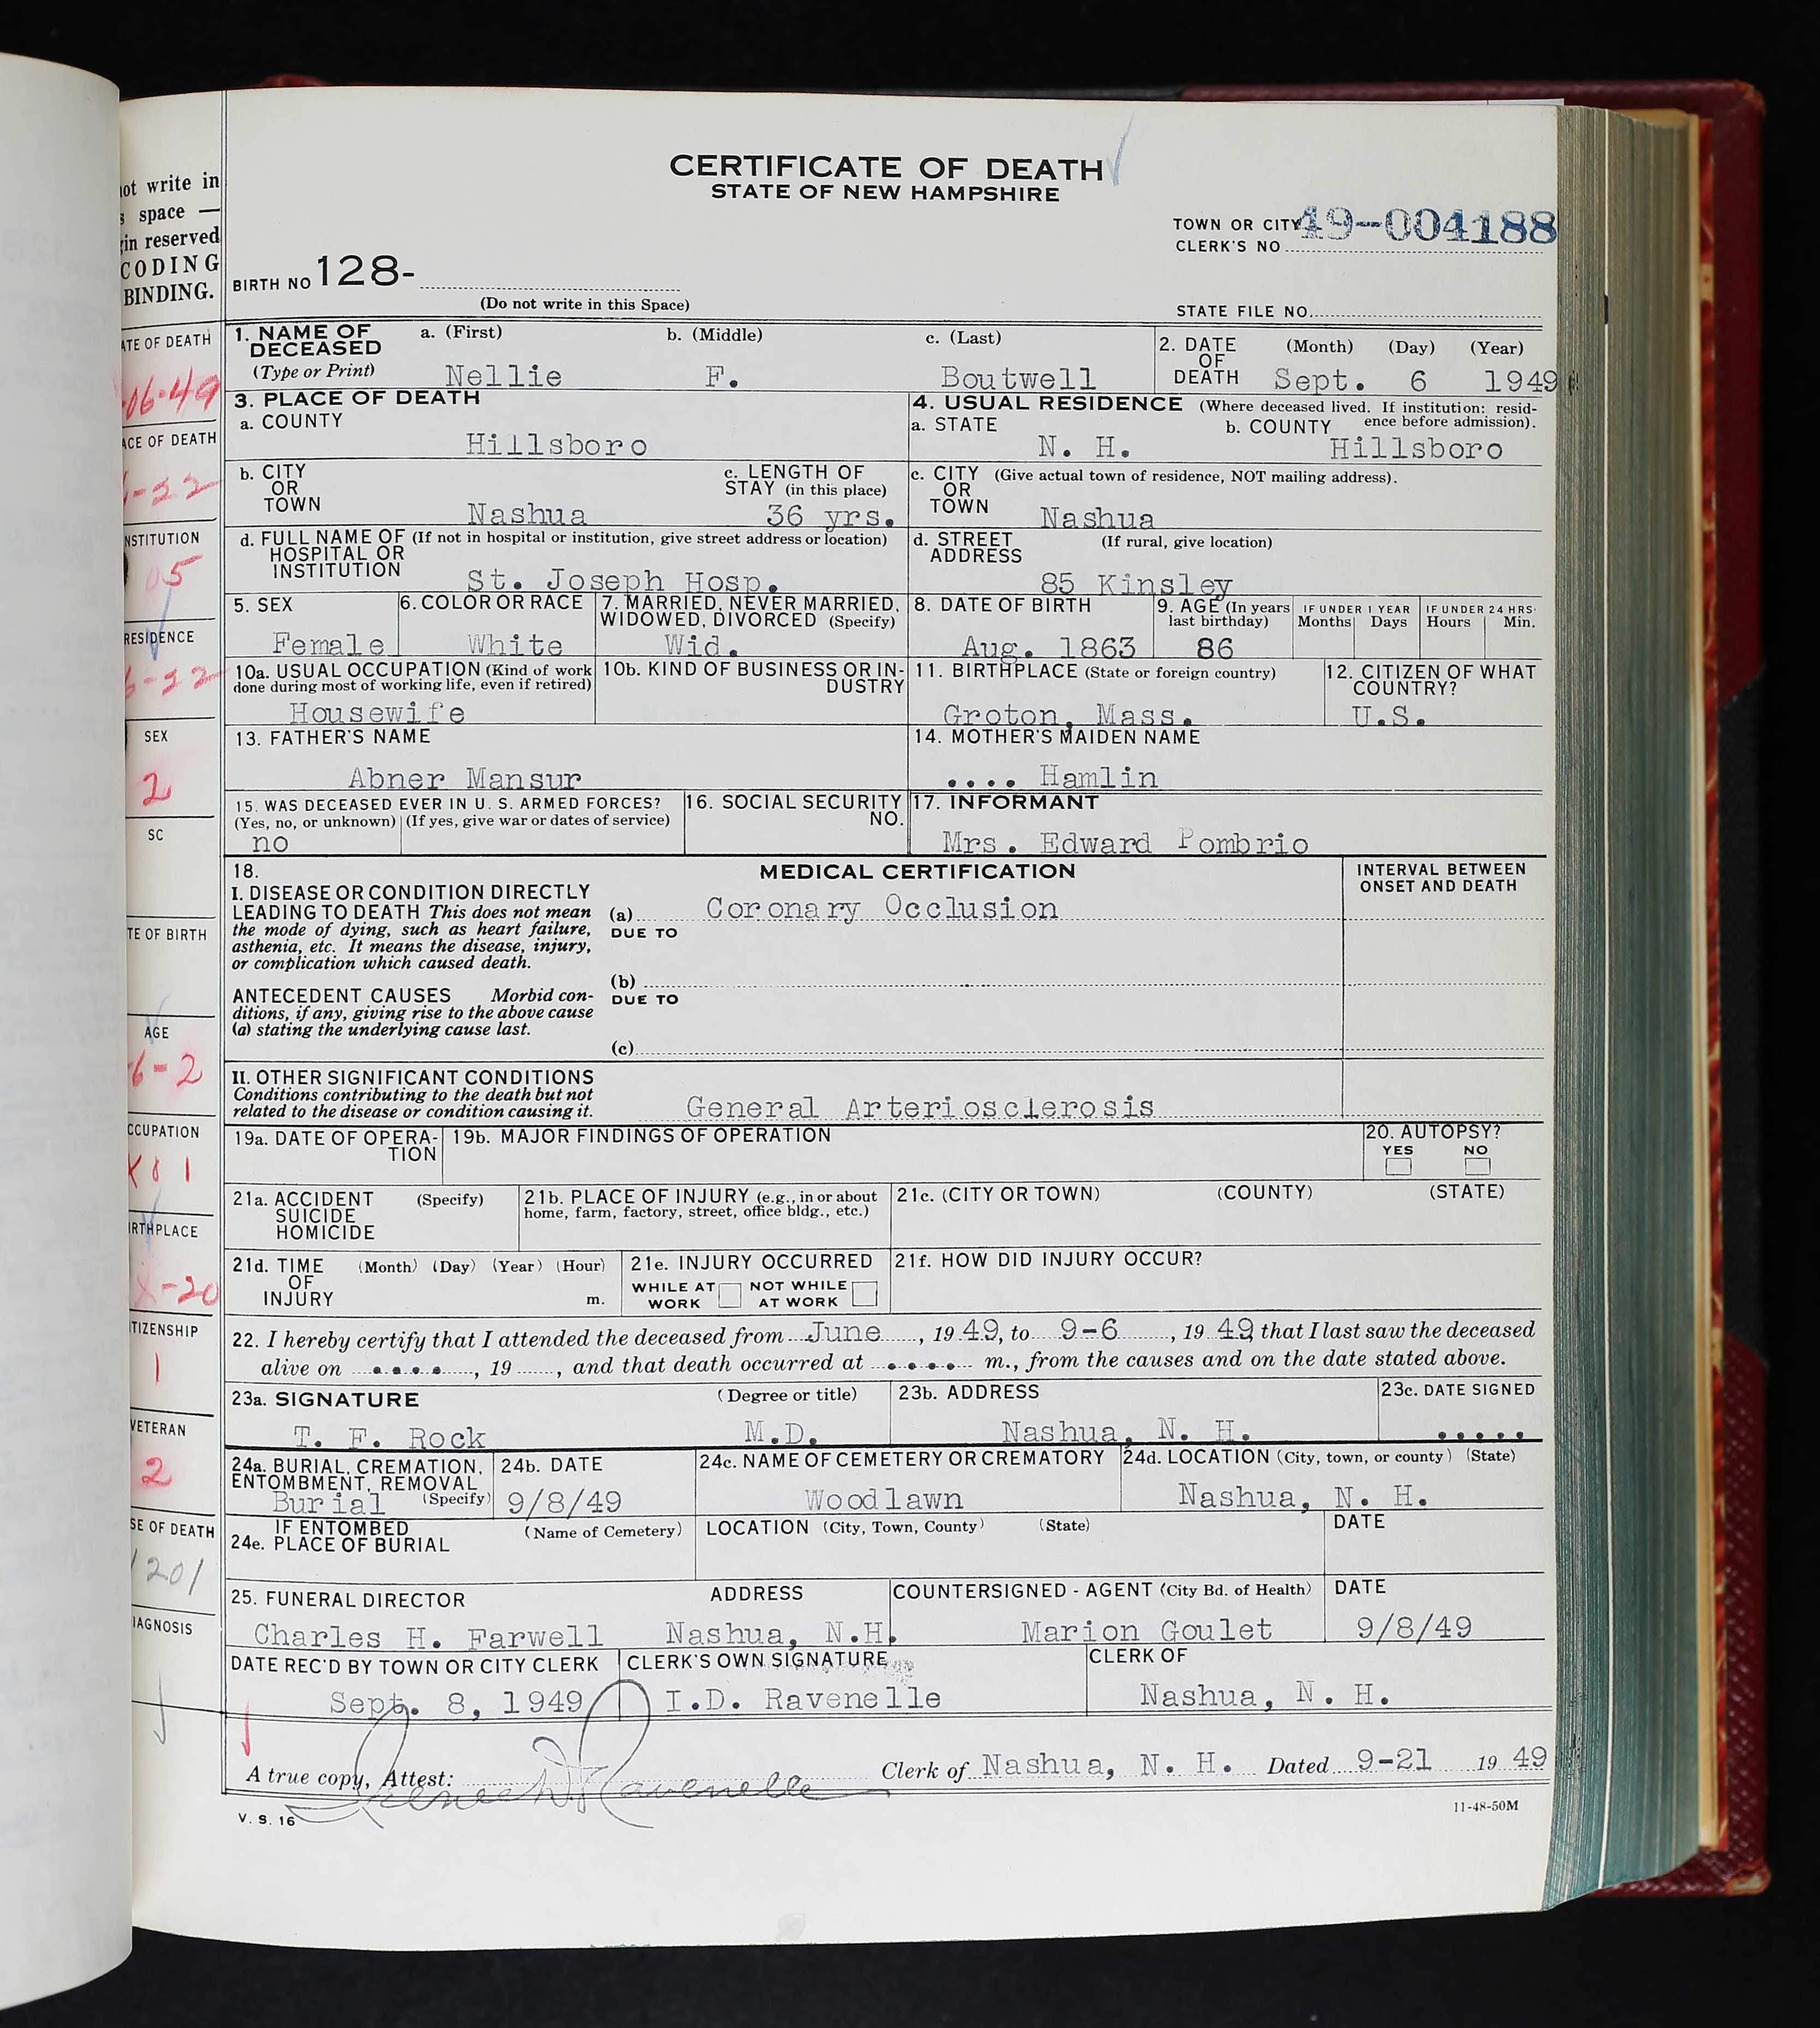 not write in
space —
gin reserved
CODING
BINDING.
CERTIFICATE OF DEATH
STATE OF NEW HAMPSHIRE
TOWN OR CITY 49-004188
CLERK'S NO
BIRTH NO 128-
(Do not write in this Space)
STATE FILE NO.
1. NAME OF DECEASED (Type or Print)
a. (First) b. (Middle) c. (Last)
Nellie F. Boutwell
2. DATE OF DEATH (Month) (Day) (Year)
Sept. 6 1949
3. PLACE OF DEATH
a. COUNTY
Hillsboro
4. USUAL RESIDENCE (Where deceased lived. If institution: resid-
ence before admission).
a. STATE b. COUNTY
N. H. Hillsboro
b. CITY OR TOWN
Nashua
c. LENGTH OF STAY (in this place)
36 yrs.
c. CITY OR TOWN (Give actual town of residence, NOT mailing address).
Nashua
d. FULL NAME OF HOSPITAL OR INSTITUTION (If not in hospital or institution, give street address or location)
St. Joseph Hosp.
d. STREET ADDRESS (If rural, give location)
85 Kinsley
5. SEX
Female
6. COLOR OR RACE
White
7. MARRIED, NEVER MARRIED,
WIDOWED, DIVORCED (Specify)
Wid.
8. DATE OF BIRTH
Aug. 1863
9. AGE (In years
last birthday)
86
IF UNDER 1 YEAR
Months Days
IF UNDER 24 HRS.
Hours Min.
10a. USUAL OCCUPATION (Kind of work
done during most of working life, even if retired)
Housewife
10b. KIND OF BUSINESS OR IN-
DUSTRY
11. BIRTHPLACE (State or foreign country)
Groton, Mass.
12. CITIZEN OF WHAT
COUNTRY?
U.S.
13. FATHER'S NAME
Abner Mansur
14. MOTHER'S MAIDEN NAME
.... Hamlin
15. WAS DECEASED EVER IN U. S. ARMED FORCES?
(Yes, no, or unknown) (If yes, give war or dates of service)
no
16. SOCIAL SECURITY
NO.
17. INFORMANT
Mrs. Edward Pombrio
18. MEDICAL CERTIFICATION
INTERVAL BETWEEN
ONSET AND DEATH
I. DISEASE OR CONDITION DIRECTLY
LEADING TO DEATH This does not mean
the mode of dying, such as heart failure,
asthenia, etc. It means the disease, injury,
or complication which caused death.
(a) Coronary Occlusion
DUE TO
(b)
ANTECEDENT CAUSES Morbid con-
ditions, if any, giving rise to the above cause
(a) stating the underlying cause last.
DUE TO
(c)
II. OTHER SIGNIFICANT CONDITIONS
Conditions contributing to the death but not
related to the disease or condition causing it.
General Arteriosclerosis
19a. DATE OF OPERA-
TION
19b. MAJOR FINDINGS OF OPERATION
20. AUTOPSY?
YES NO
21a. ACCIDENT (Specify)
SUICIDE
HOMICIDE
21b. PLACE OF INJURY (e.g., in or about
home, farm, factory, street, office bldg., etc.)
21c. (CITY OR TOWN) (COUNTY) (STATE)
21d. TIME OF INJURY (Month) (Day) (Year) (Hour)
m.
21e. INJURY OCCURRED
WHILE AT WORK NOT WHILE AT WORK
21f. HOW DID INJURY OCCUR?
22. I hereby certify that I attended the deceased from June, 19 49, to 9-6, 19 49 that I last saw the deceased
alive on ...., 19 , and that death occurred at .... m., from the causes and on the date stated above.
23a. SIGNATURE (Degree or title)
T. F. Rock M.D.
23b. ADDRESS
Nashua, N. H.
23c. DATE SIGNED
.....
24a. BURIAL, CREMATION,
ENTOMBMENT, REMOVAL
(Specify)
Burial
24b. DATE
9/8/49
24c. NAME OF CEMETERY OR CREMATORY
Woodlawn
24d. LOCATION (City, town, or county) (State)
Nashua, N. H.
IF ENTOMBED
24e. PLACE OF BURIAL
(Name of Cemetery)
LOCATION (City, Town, County) (State)
DATE
25. FUNERAL DIRECTOR ADDRESS
Charles H. Farwell Nashua, N.H.
COUNTERSIGNED - AGENT (City Bd. of Health)
Marion Goulet
DATE
9/8/49
DATE REC'D BY TOWN OR CITY CLERK
Sept. 8, 1949
CLERK'S OWN SIGNATURE
I.D. Ravenelle
CLERK OF
Nashua, N. H.
A true copy, Attest: Ravenelle Clerk of Nashua, N. H. Dated 9-21 19 49
V. S. 16
11-48-50M
ATE OF DEATH
06-49
ACE OF DEATH
-22
NSTITUTION
05
RESIDENCE
6-22
SEX
2
SC
TE OF BIRTH
AGE
6-2
CCUPATION
X01
IRTHPLACE
X-20
TIZENSHIP
1
VETERAN
2
SE OF DEATH
201
IAGNOSIS